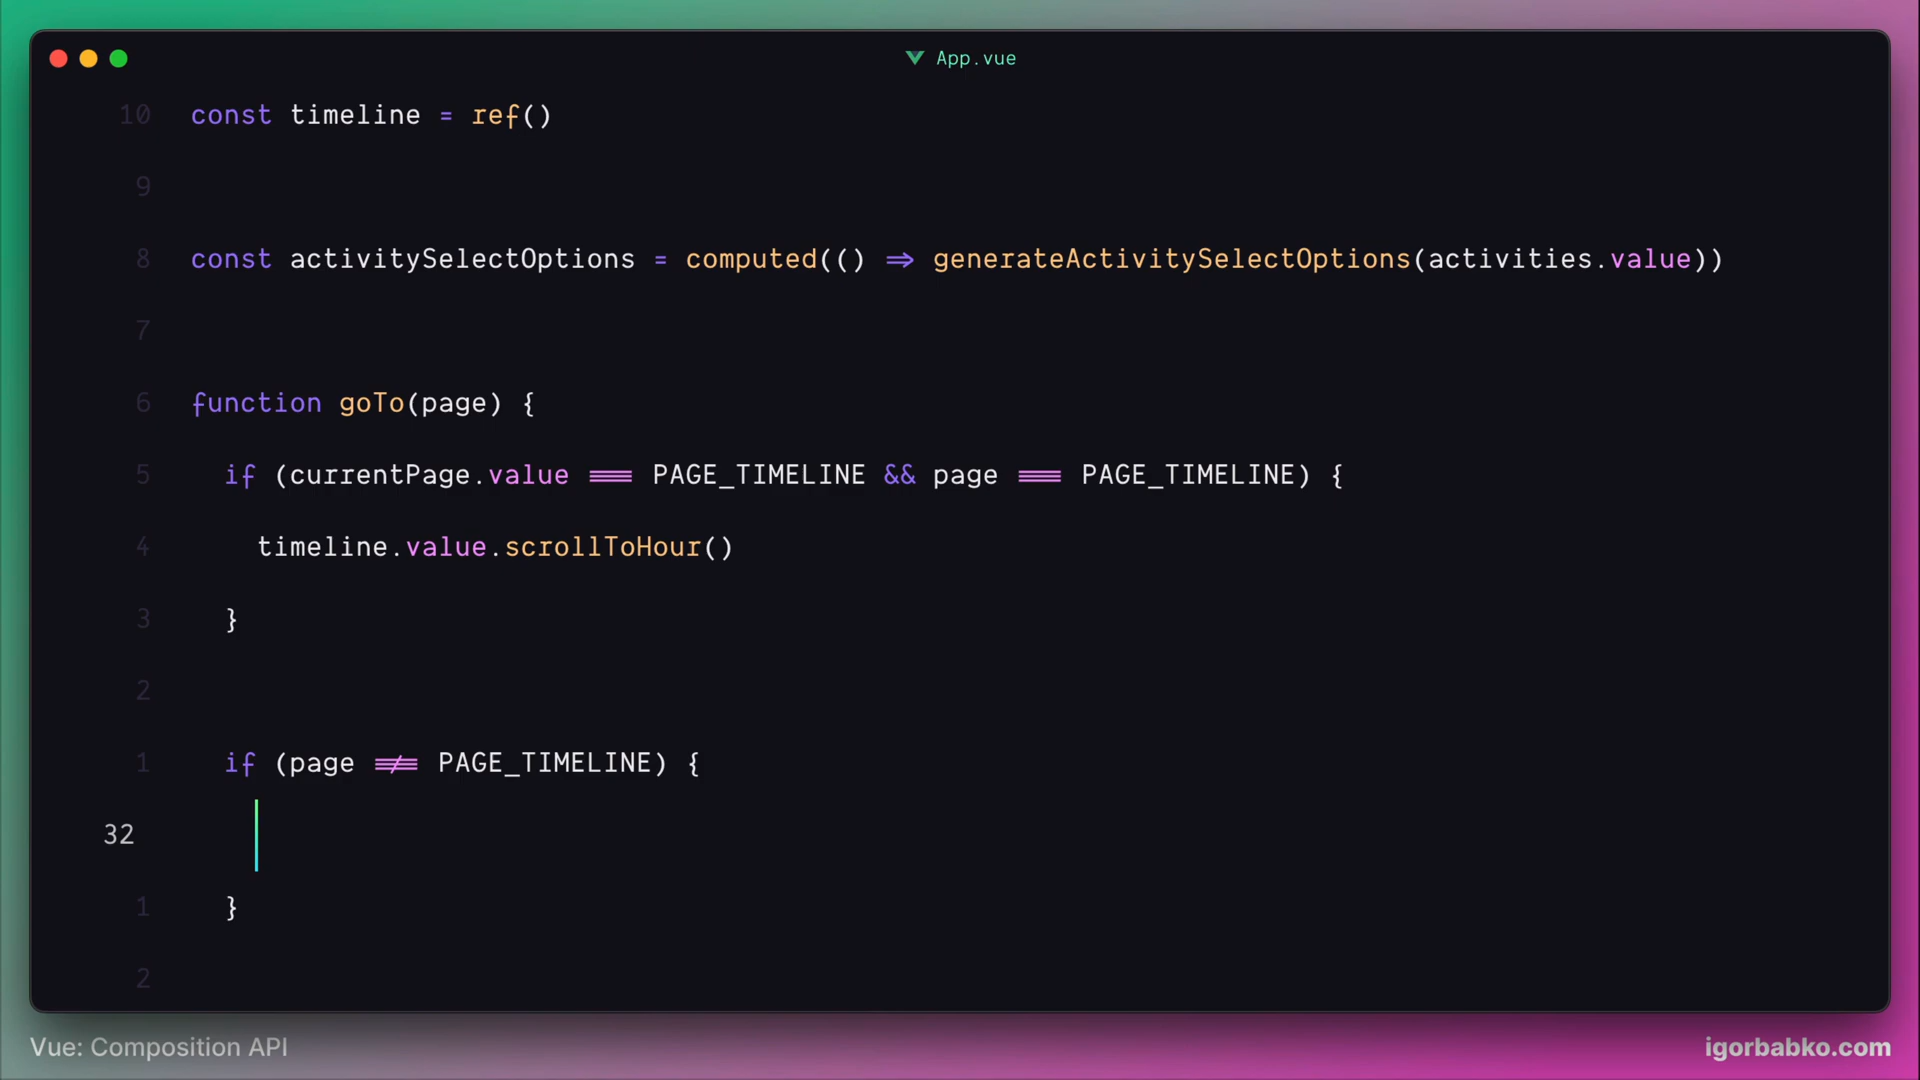 App.vue
10 const timeline = ref()
9
8 const activitySelectOptions = computed(() => generateActivitySelectOptions(activities.value))
7
6 function goTo(page) {
5 if (currentPage.value === PAGE_TIMELINE && page === PAGE_TIMELINE) {
4 timeline.value.scrollToHour()
3 }
2
1 if (page !== PAGE_TIMELINE) {
32
1 }
2
Vue: Composition API
igorbabko.com